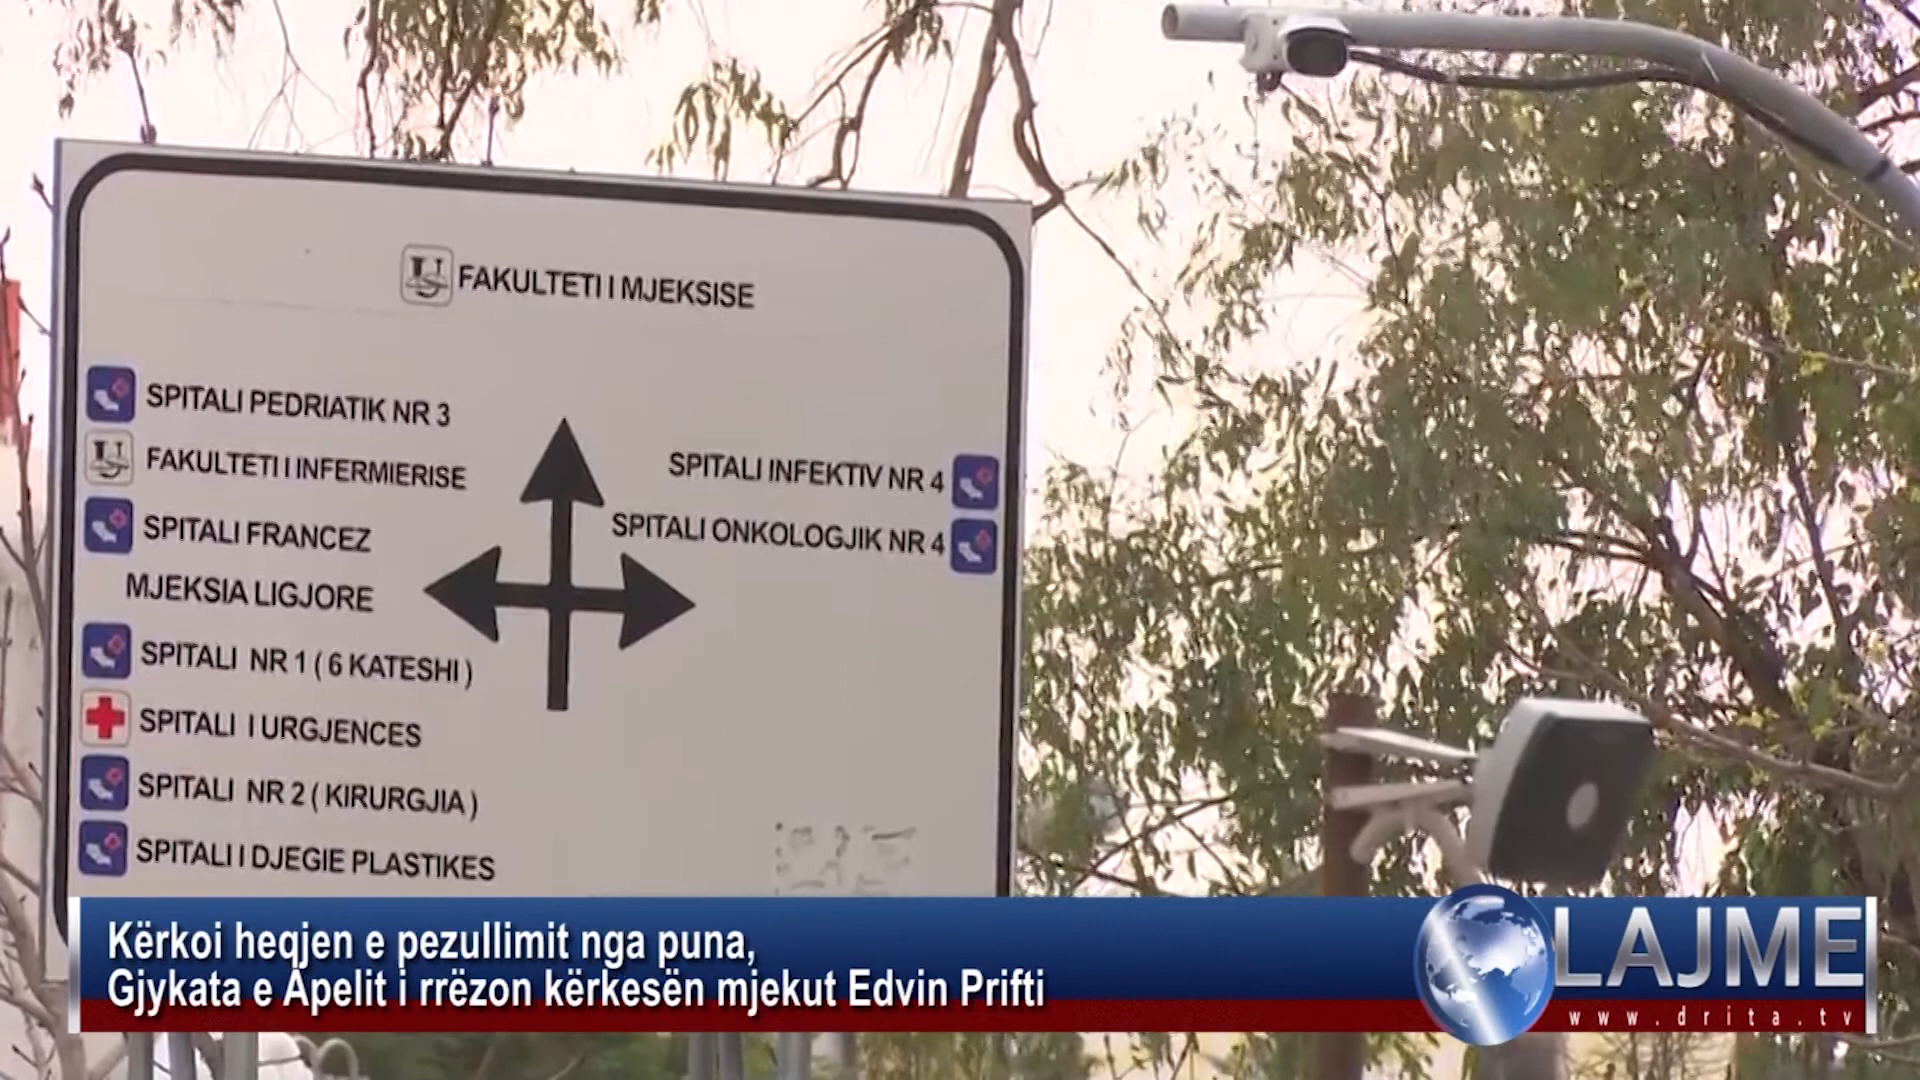 FAKULTETI I MJEKSISE
SPITALI PEDRIATIK NR 3
FAKULTETI I INFERMIERISE
SPITALI FRANCEZ
MJEKSIA LIGJORE
SPITALI NR 1 ( 6 KATESHI )
SPITALI I URGJENCES
SPITALI NR 2 ( KIRURGJIA )
SPITALI I DJEGIE PLASTIKES
SPITALI INFEKTIV NR 4
SPITALI ONKOLOGJIK NR 4
Kërkoi heqjen e pezullimit nga puna,
Gjykata e Apelit i rrëzon kërkesën mjekut Edvin Prifti
LAJME
www.drita.tv